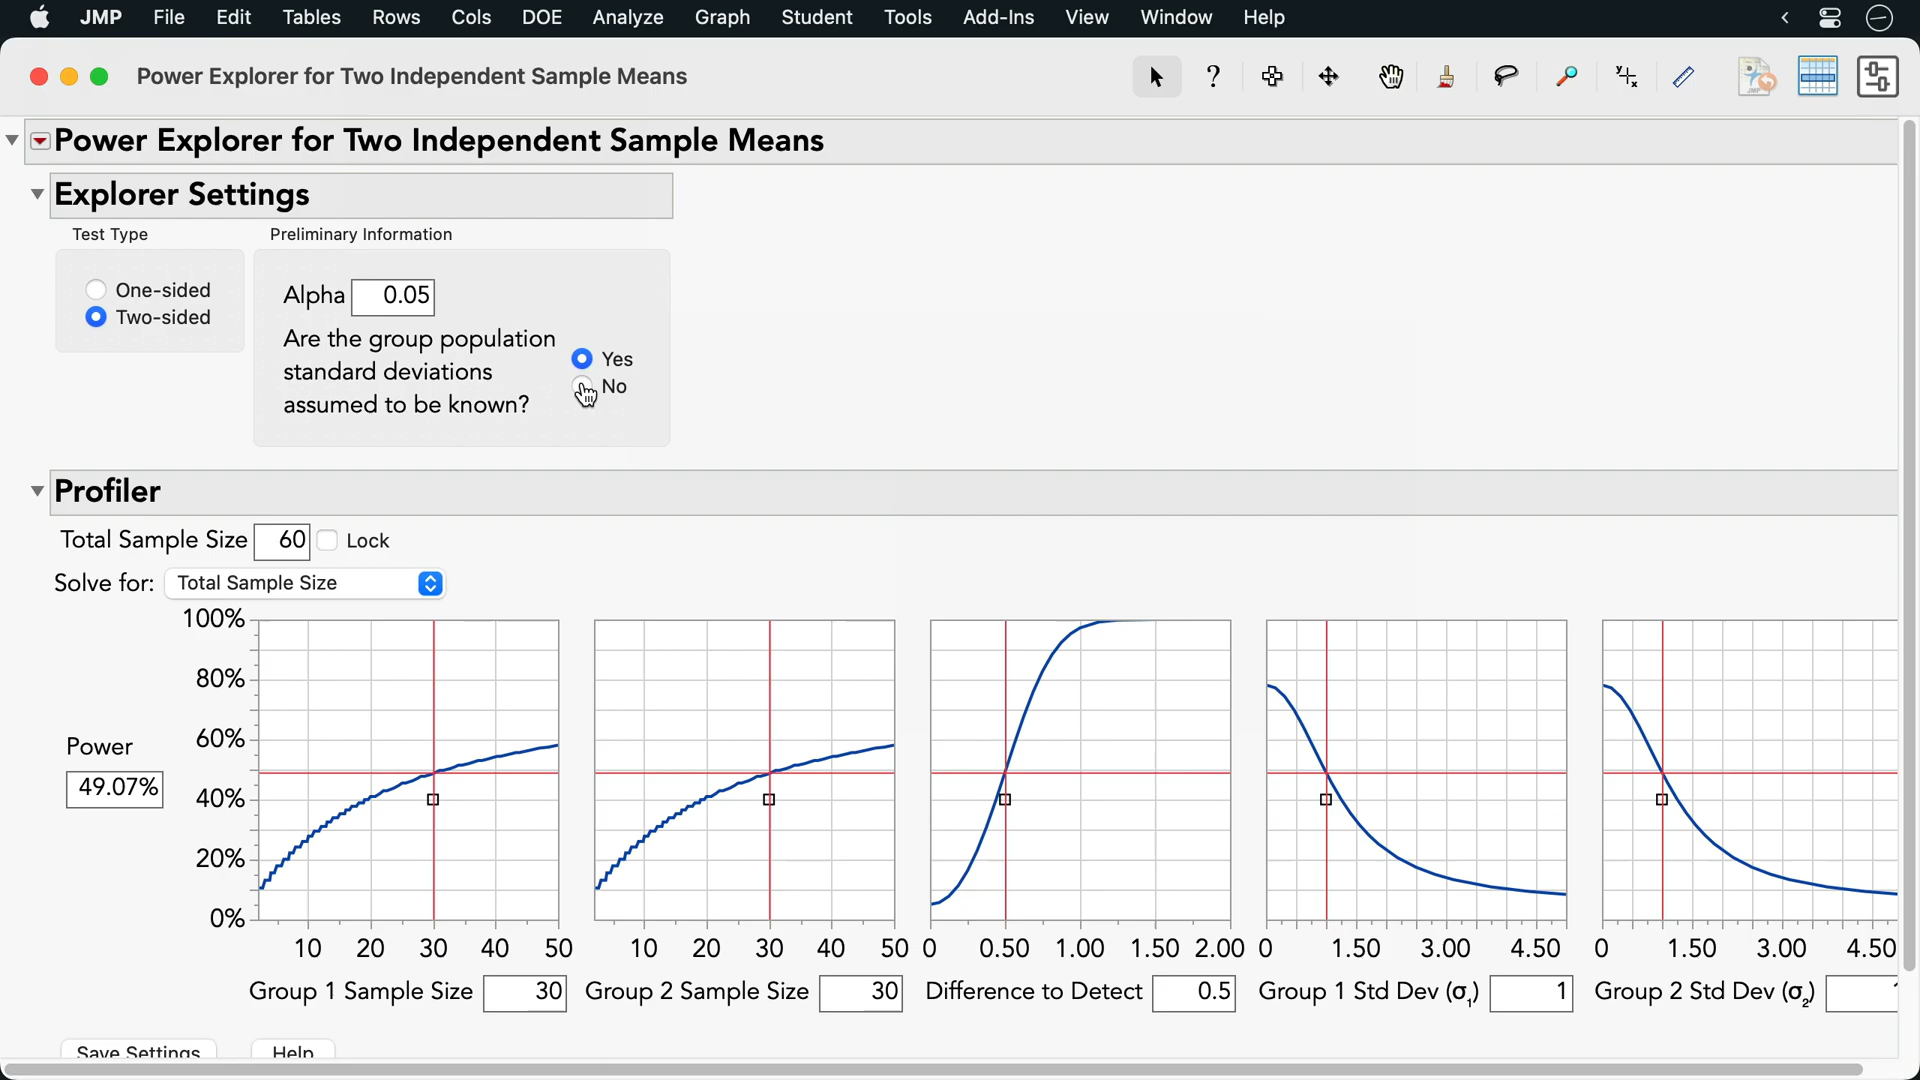 JMP File Edit Tables Rows Cols DOE Analyze Graph Student Tools Add-Ins View Window Help
Power Explorer for Two Independent Sample Means
Power Explorer for Two Independent Sample Means
Explorer Settings
Test Type Preliminary Information
One-sided
Two-sided
Alpha 0.05
Are the group population
standard deviations
assumed to be known?
Yes
No
Profiler
Total Sample Size 60 Lock
Solve for: Total Sample Size
100%
80%
60%
40%
20%
0%
Power
49.07%
10 20 30 40 50 10 20 30 40 50 0 0.50 1.00 1.50 2.00 0 1.50 3.00 4.50 0 1.50 3.00 4.50
Group 1 Sample Size 30 Group 2 Sample Size 30 Difference to Detect 0.5 Group 1 Std Dev (σ₁) 1 Group 2 Std Dev (σ₂)
Save Settings Help